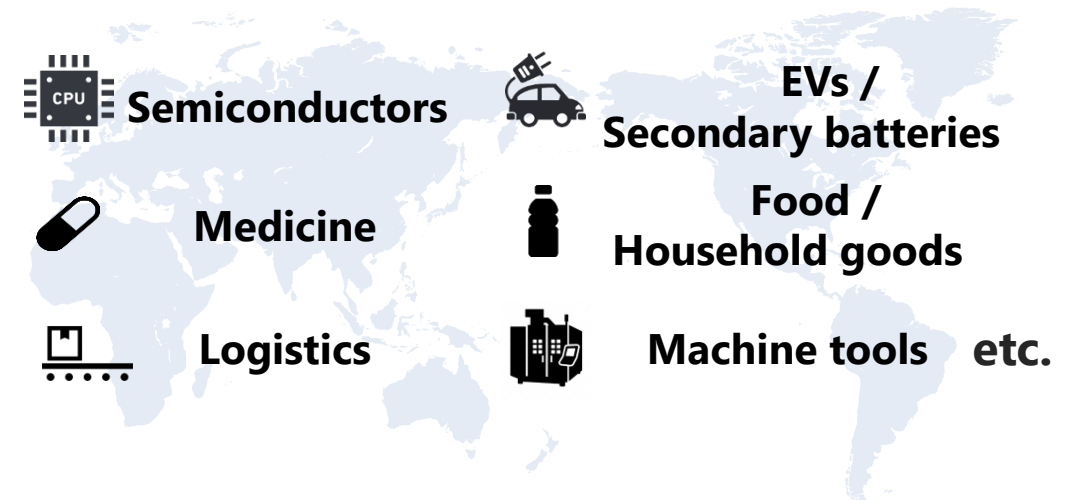 CPU
Semiconductors
EVs /
Secondary batteries
Medicine
Food /
Household goods
Logistics
Machine tools
etc.